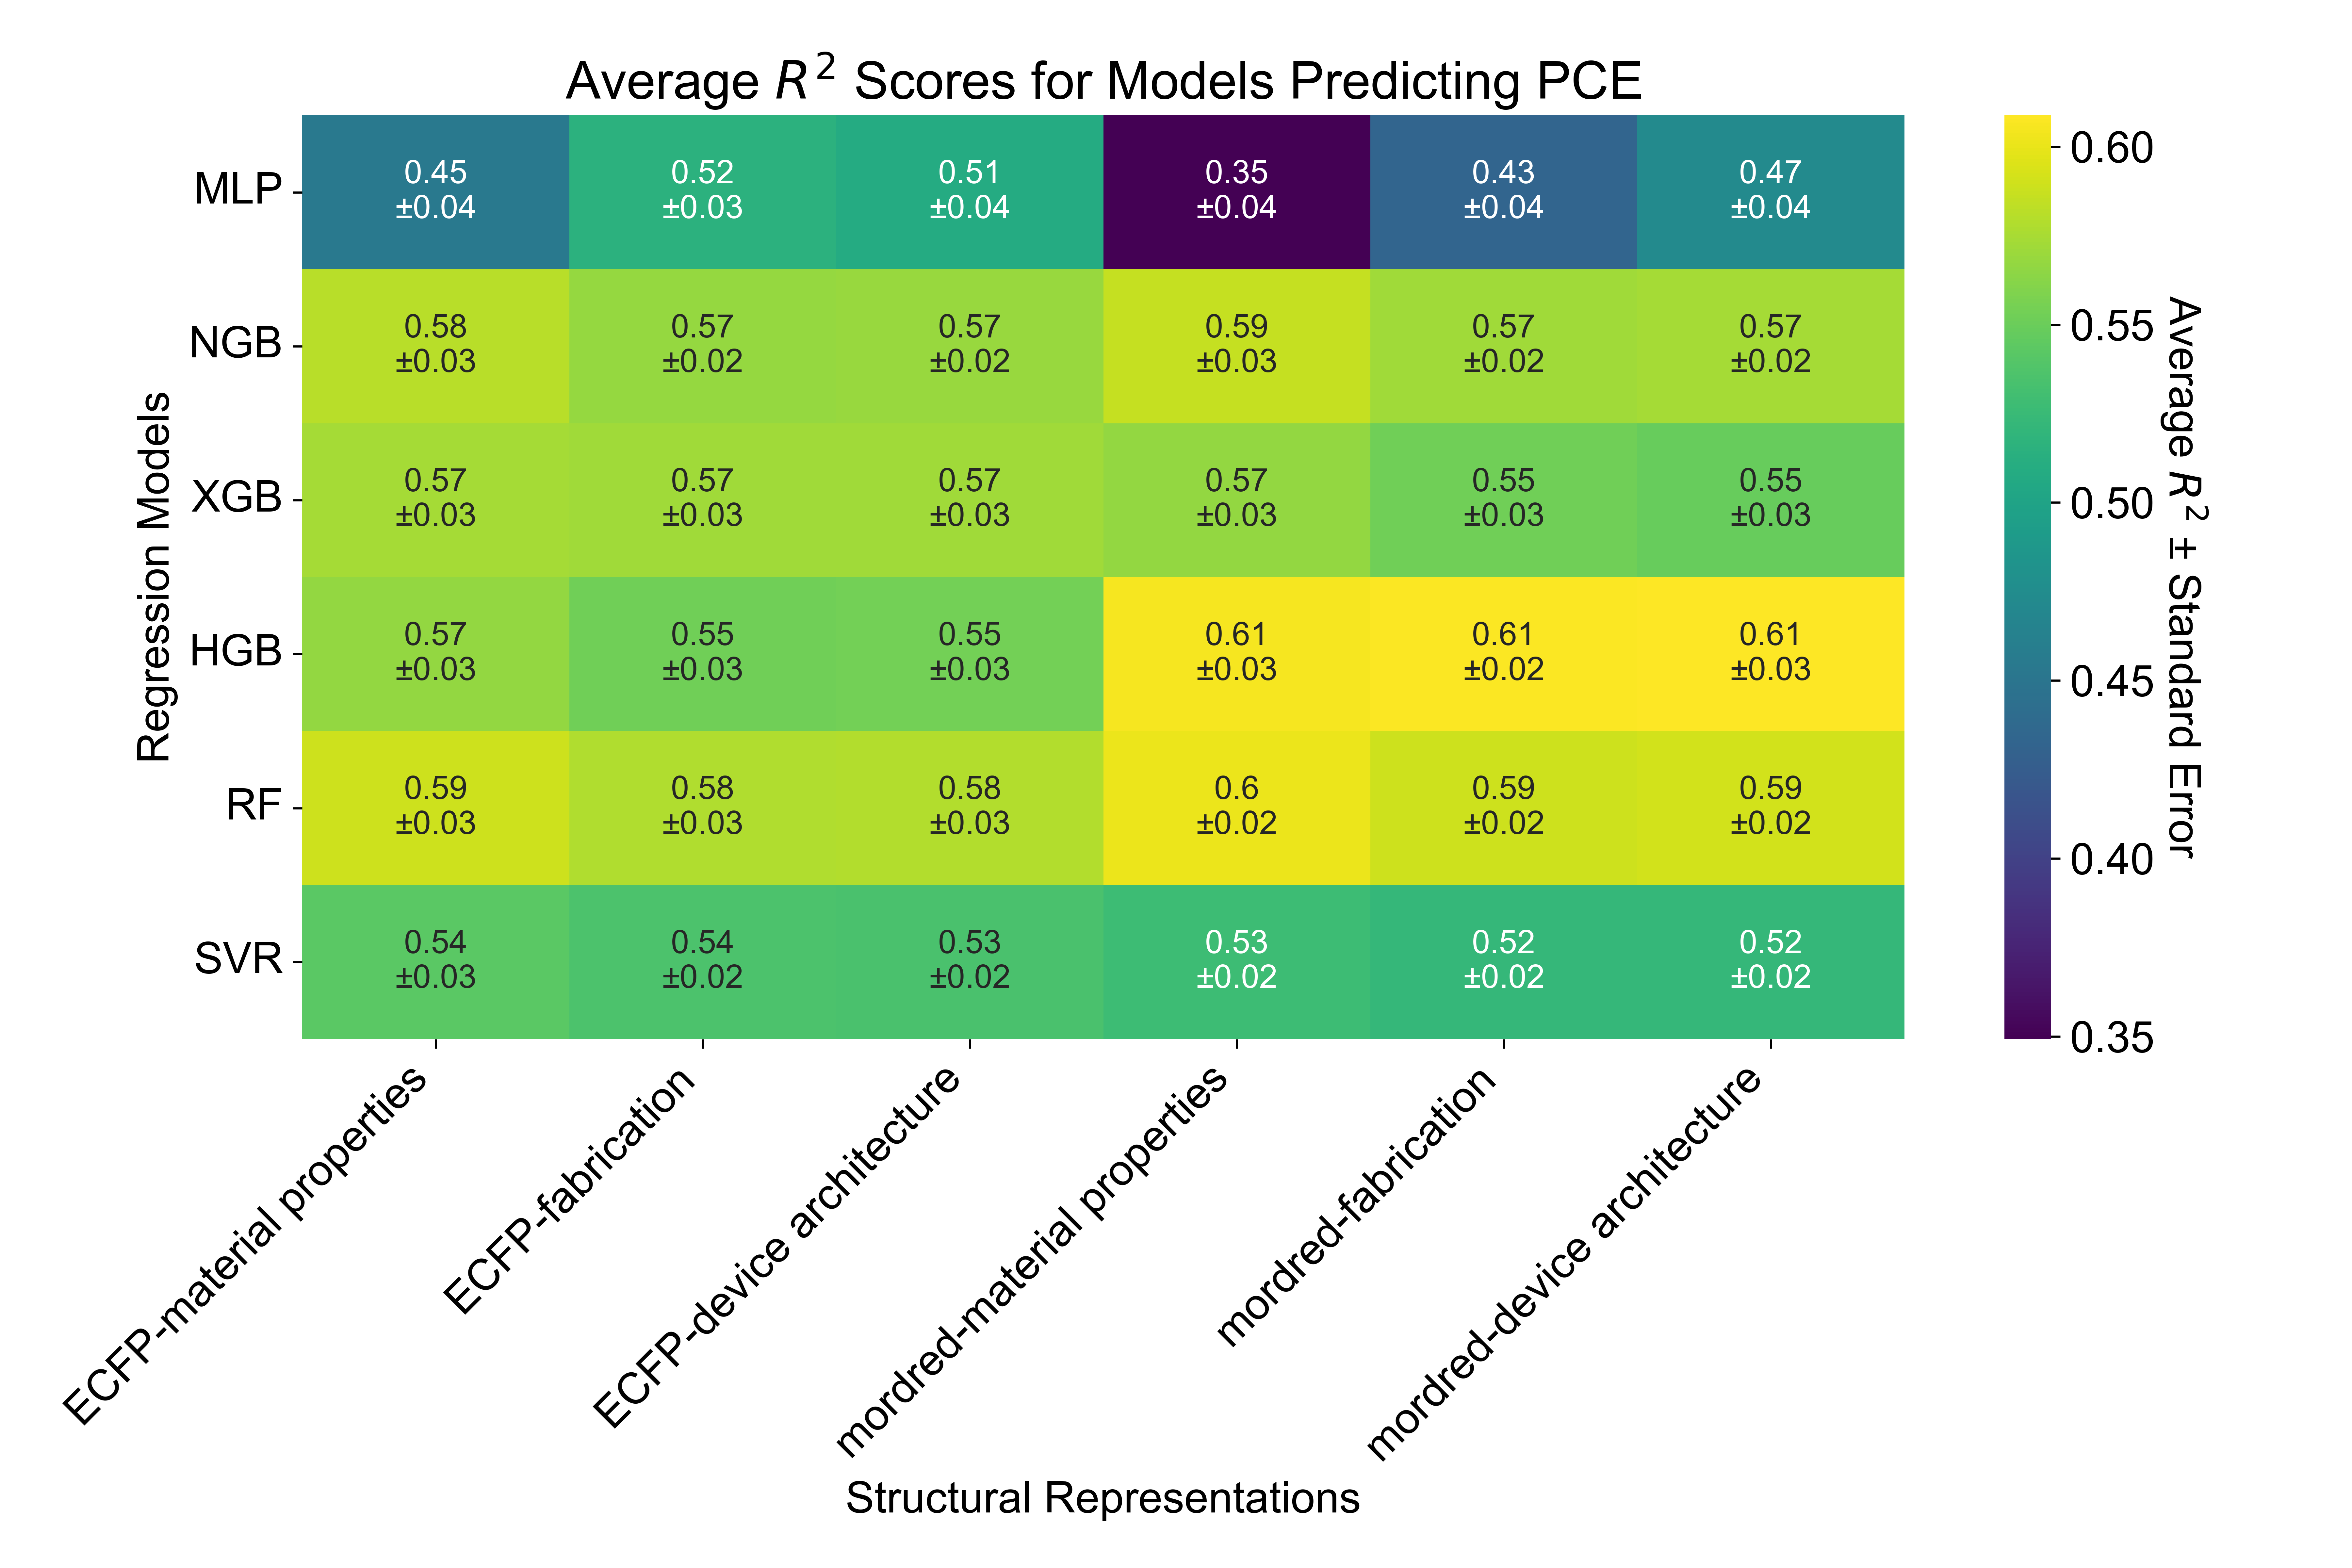 Average R² Scores for Models Predicting PCE
Regression Models
MLP
0.45 0.52 0.51 0.35 0.43 0.47
±0.04 ±0.03 ±0.04 ±0.04 ±0.04 ±0.04
NGB
0.58 0.57 0.57 0.59 0.57 0.57
±0.03 ±0.02 ±0.02 ±0.03 ±0.02 ±0.02
XGB
0.57 0.57 0.57 0.57 0.55 0.55
±0.03 ±0.03 ±0.03 ±0.03 ±0.03 ±0.03
HGB
0.57 0.55 0.55 0.61 0.61 0.61
±0.03 ±0.03 ±0.03 ±0.03 ±0.02 ±0.03
RF
0.59 0.58 0.58 0.6 0.59 0.59
±0.03 ±0.03 ±0.03 ±0.02 ±0.02 ±0.02
SVR
0.54 0.54 0.53 0.53 0.52 0.52
±0.03 ±0.02 ±0.02 ±0.02 ±0.02 ±0.02
ECFP-material properties
ECFP-fabrication
ECFP-device architecture
mordred-material properties
mordred-fabrication
mordred-device architecture
Structural Representations
0.60
0.55
0.50
0.45
0.40
0.35
Average R² ± Standard Error